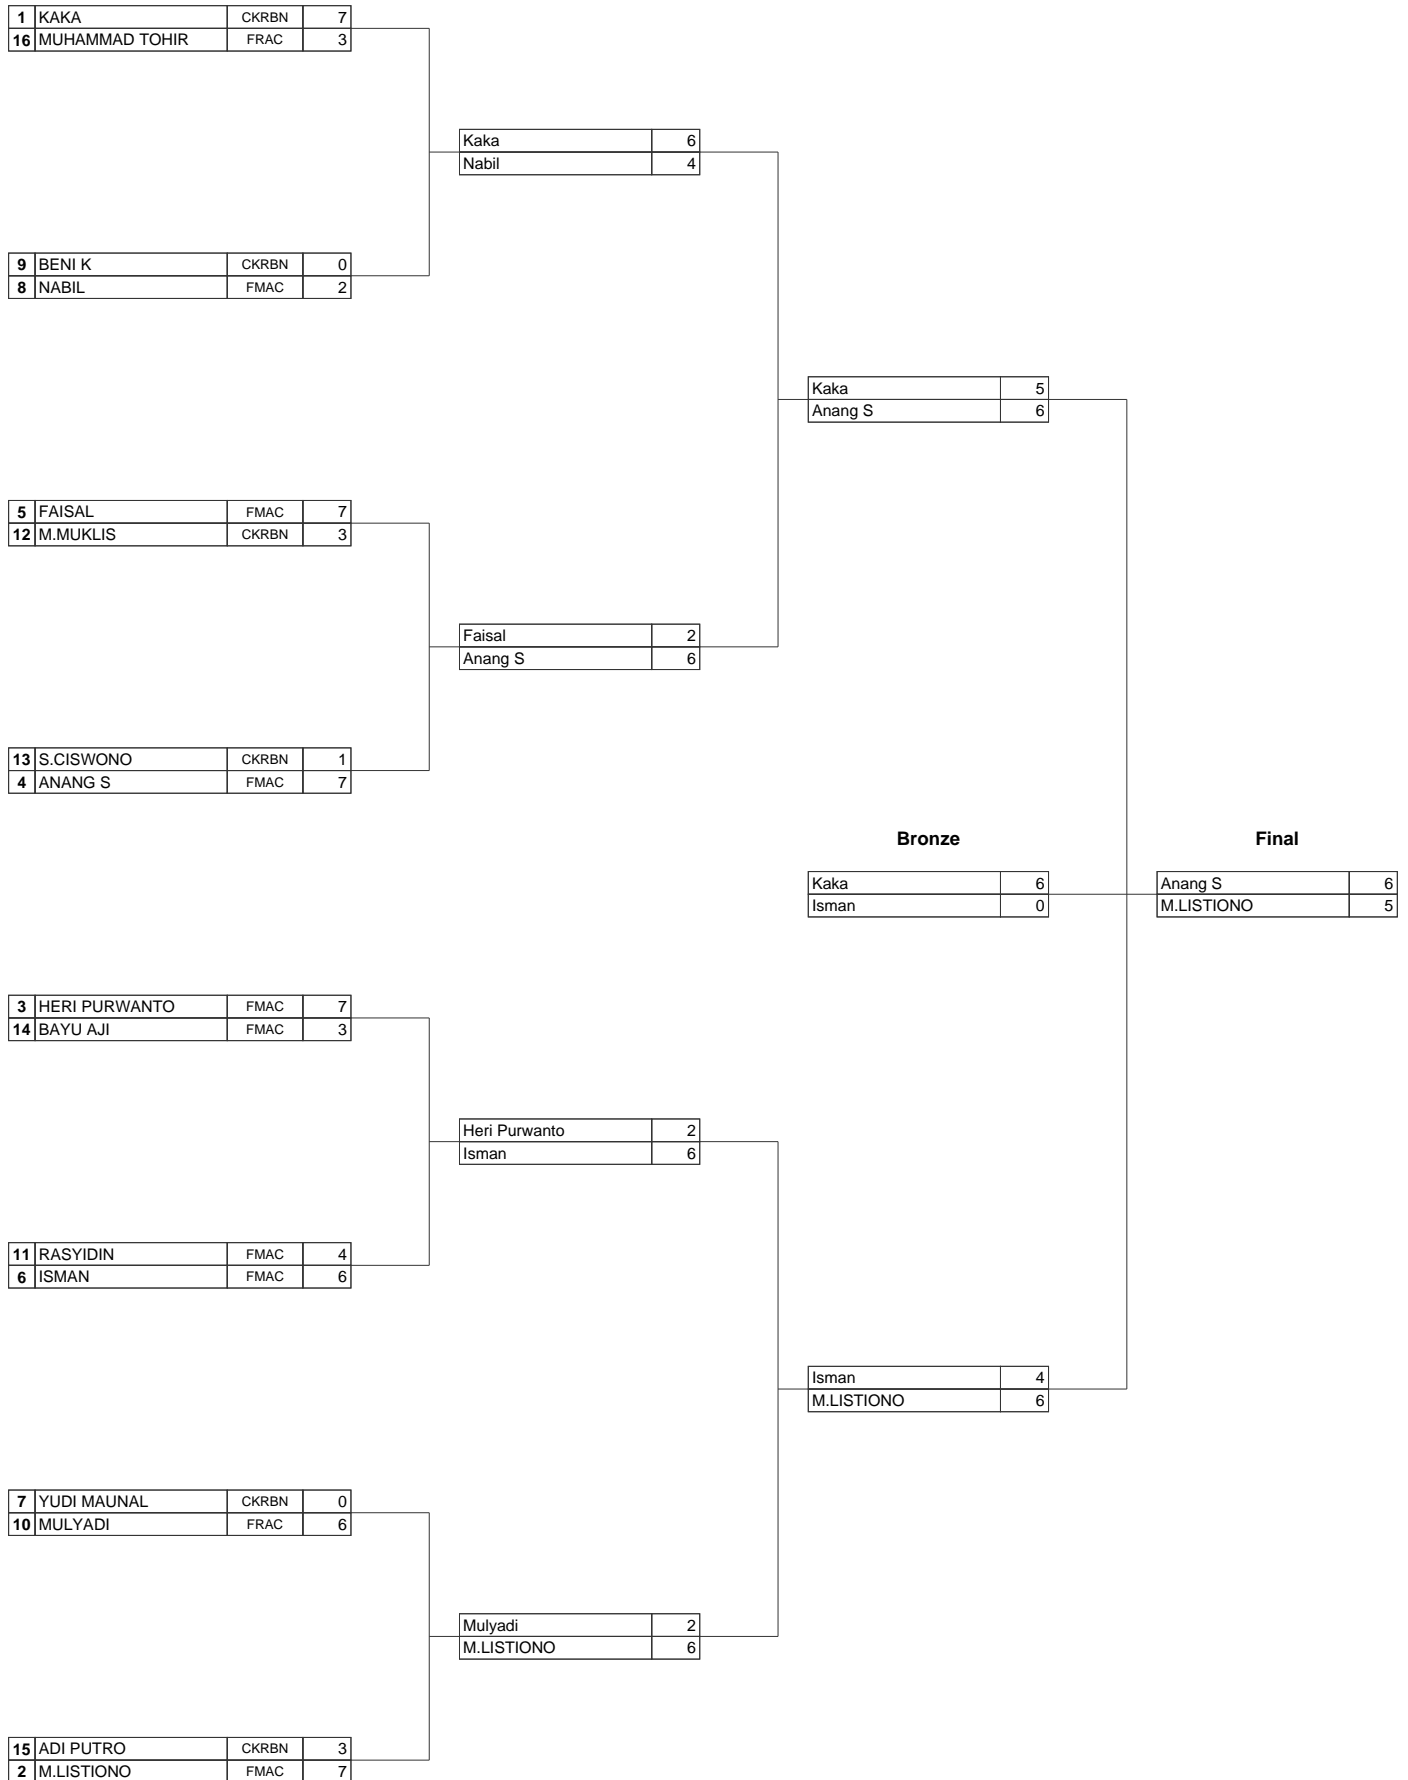 1 KAKA CKRBN 7
16 MUHAMMAD TOHIR FRAC 3
Kaka 6
Nabil 4
9 BENI K CKRBN 0
8 NABIL FMAC 2
Kaka 5
Anang S 6
5 FAISAL FMAC 7
12 M.MUKLIS CKRBN 3
Faisal 2
Anang S 6
13 S.CISWONO CKRBN 1
4 ANANG S FMAC 7
Bronze Final
Kaka 6 Anang S 6
Isman 0 M.LISTIONO 5
3 HERI PURWANTO FMAC 7
14 BAYU AJI FMAC 3
Heri Purwanto 2
Isman 6
11 RASYIDIN FMAC 4
6 ISMAN FMAC 6
Isman 4
M.LISTIONO 6
7 YUDI MAUNAL CKRBN 0
10 MULYADI FRAC 6
Mulyadi 2
M.LISTIONO 6
15 ADI PUTRO CKRBN 3
2 M.LISTIONO FMAC 7